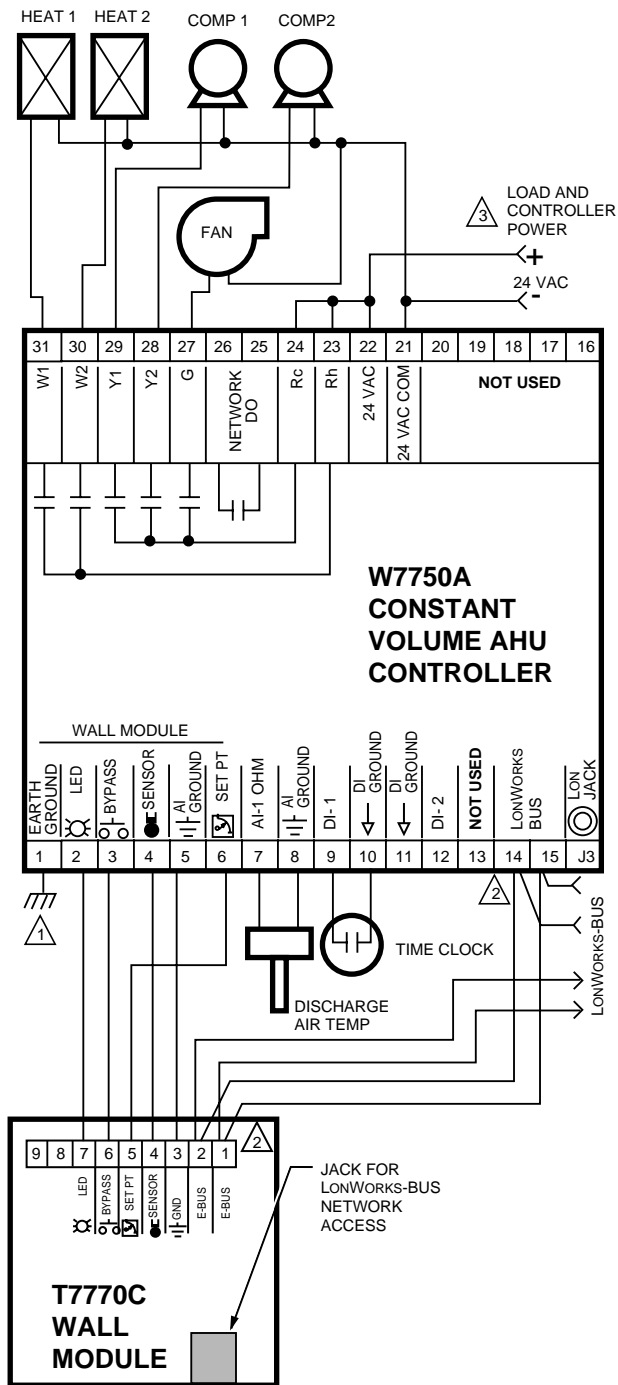 HEAT 1 HEAT 2 COMP 1 COMP2
3 LOAD AND
CONTROLLER
POWER
FAN
+
24 VAC
-
31 30 29 28 27 26 25 24 23 22 21 20 19 18 17 16
W1 W2 Y1 Y2 G NETWORK DO Rc Rh 24 VAC 24 VAC COM NOT USED
W7750A
CONSTANT
VOLUME AHU
CONTROLLER
WALL MODULE
EARTH GROUND LED BYPASS SENSOR AI GROUND SET PT AI-1 OHM AI GROUND DI- 1 DI GROUND DI GROUND DI- 2 NOT USED LONWORKS BUS LON JACK
1 2 3 4 5 6 7 8 9 10 11 12 13 14 15 J3
1
2
TIME CLOCK
LONWORKS-BUS
DISCHARGE
AIR TEMP
9 8 7 6 5 4 3 2 1
2
LED BYPASS SET PT SENSOR GND E-BUS E-BUS
JACK FOR
LONWORKS-BUS
NETWORK
ACCESS
T7770C
WALL
MODULE